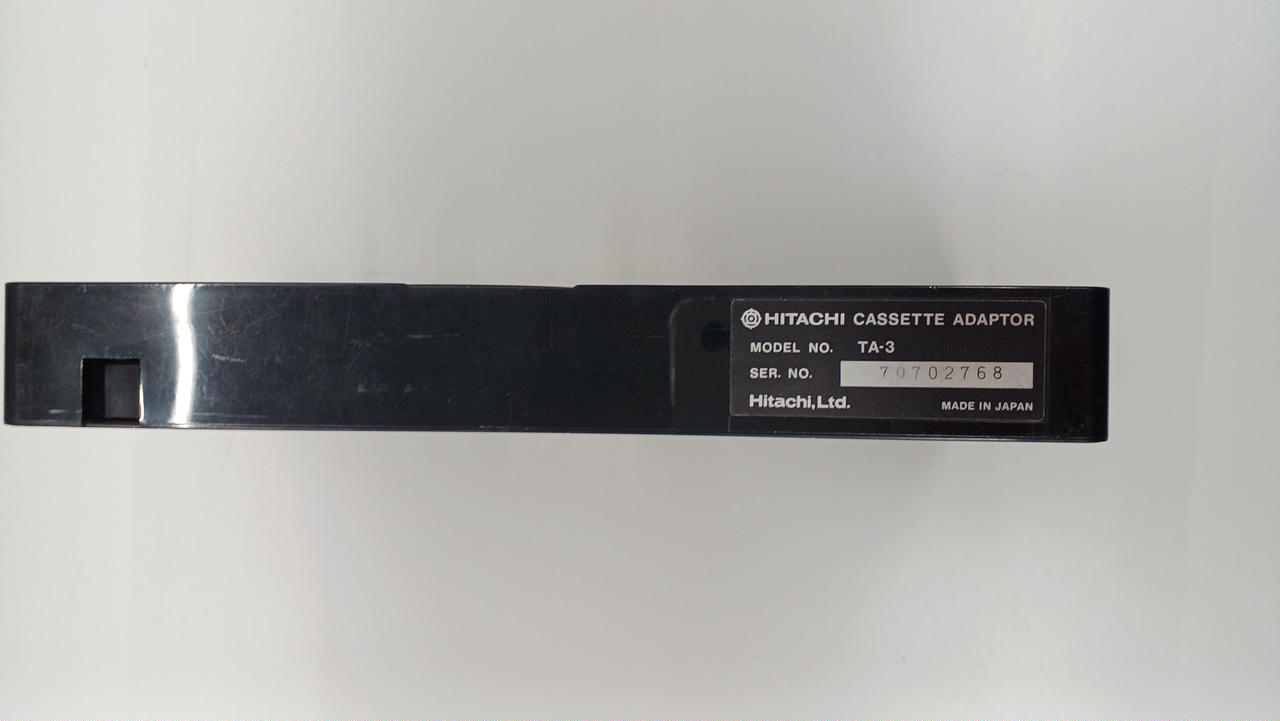 HITACHI CASSETTE ADAPTOR
MODEL NO. TA-3
SER. NO. 70702768
Hitachi, Ltd. MADE IN JAPAN